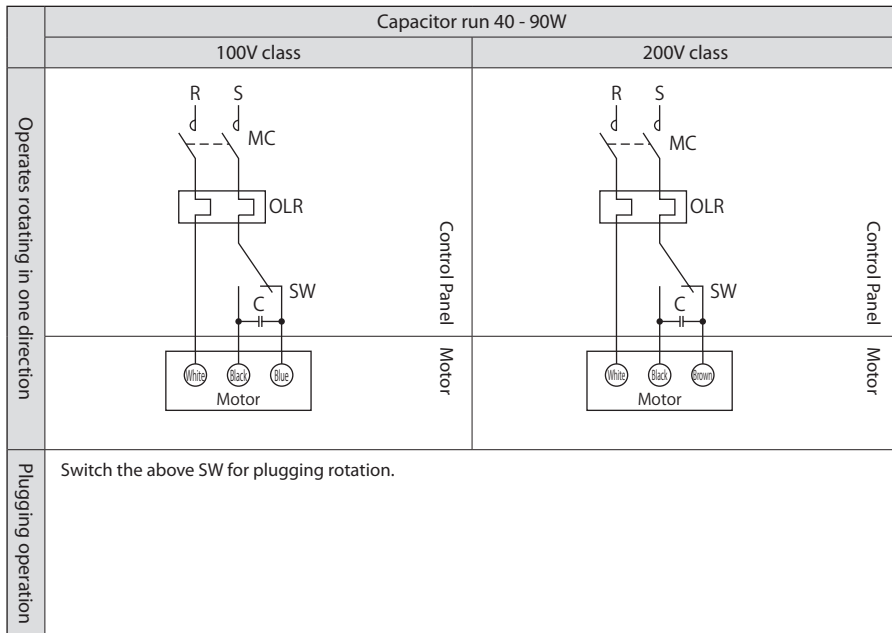 Capacitor run 40 - 90W
100V class
200V class
Operates rotating in one direction
R S
MC
OLR
SW
C
Control Panel
White Black Blue
Motor
Motor
R S
MC
OLR
SW
C
Control Panel
White Black Brown
Motor
Motor
Plugging operation
Switch the above SW for plugging rotation.